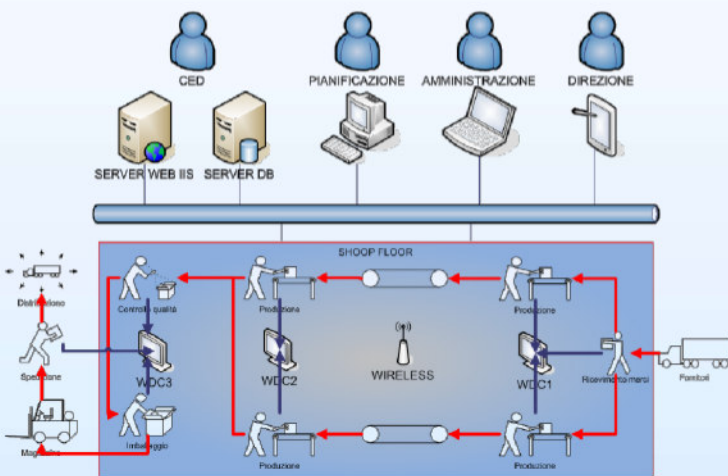 CED
PIANIFICAZIONE
AMMINISTRAZIONE
DIREZIONE
SERVER WEB IIS
SERVER DB
SHOOP FLOOR
Distribuzione
Controllo qualità
Produzione
Produzione
Spedizione
WDC3
WDC2
WIRELESS
WDC1
Ricevimento mersi
Fornitori
Magazzino
Imballaggio
Produzione
Produzione